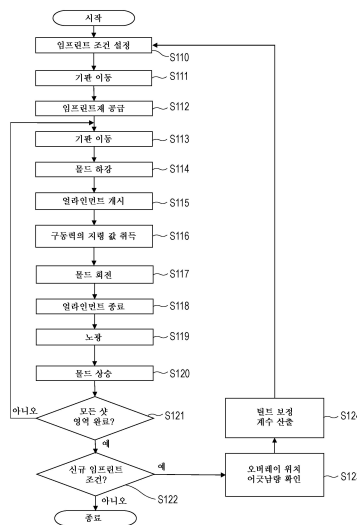 시작
임프린트 조건 설정
S110
기판 이동
S111
임프린트재 공급
S112
기판 이동
S113
몰드 하강
S114
얼라인먼트 개시
S115
구동력의 지령 값 취득
S116
몰드 회전
S117
얼라인먼트 종료
S118
노광
S119
몰드 상승
S120
모든 샷
영역 완료?
S121
아니오
예
신규 임프린트
조건?
S122
예
아니오
종료
틸트 보정
계수 산출
S124
오버레이 위치
어긋남량 확인